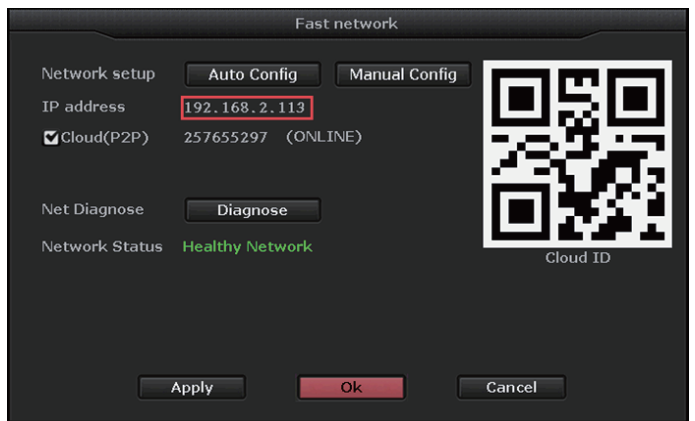 Fast network
Network setup Auto Config Manual Config
IP address 192.168.2.113
Cloud(P2P) 257655297 (ONLINE)
Net Diagnose Diagnose
Network Status Healthy Network
Cloud ID
Apply Ok Cancel